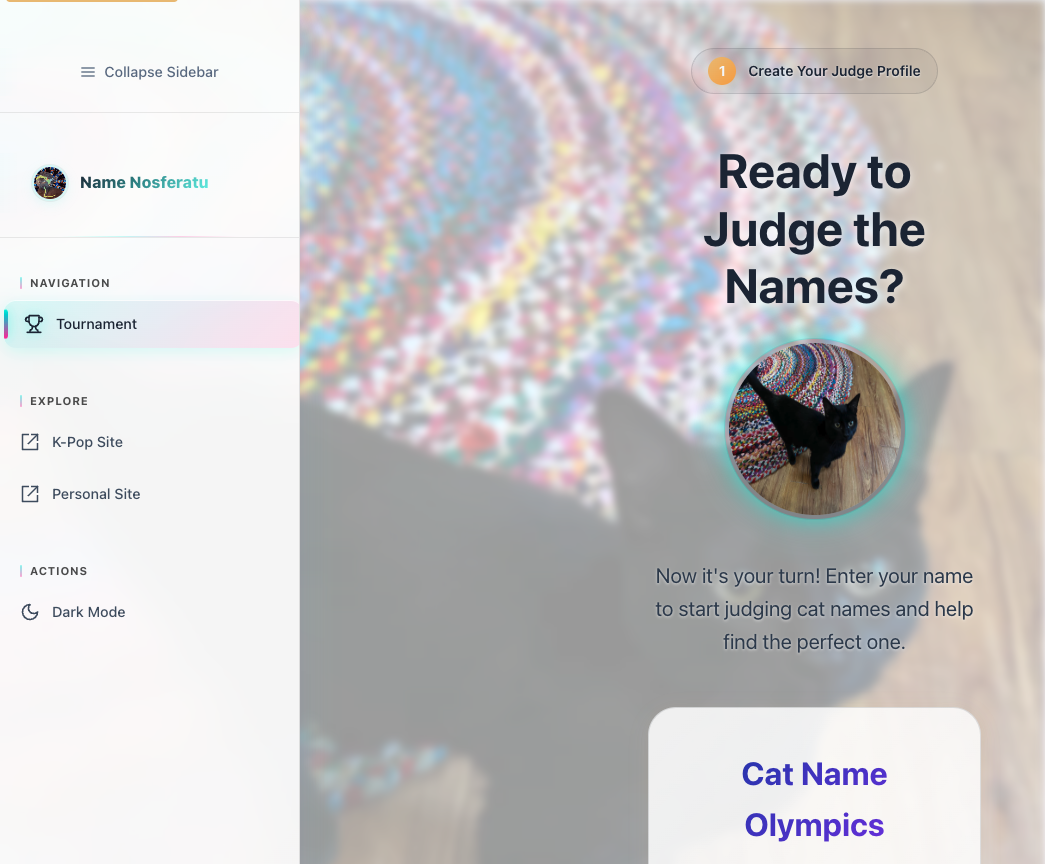 Collapse Sidebar
Name Nosferatu
NAVIGATION
Tournament
EXPLORE
K-Pop Site
Personal Site
ACTIONS
Dark Mode
1 Create Your Judge Profile
Ready to
Judge the
Names?
Now it's your turn! Enter your name
to start judging cat names and help
find the perfect one.
Cat Name
Olympics